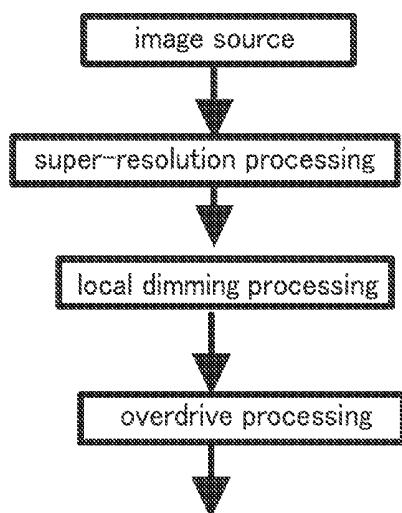 image source
super-resolution processing
local dimming processing
overdrive processing